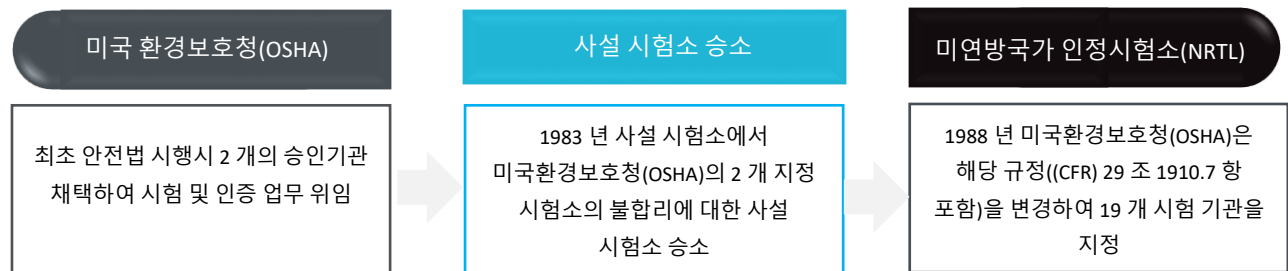 미국 환경보호청(OSHA)
최초 안전법 시행시 2 개의 승인기관
채택하여 시험 및 인증 업무 위임
사설 시험소 승소
1983 년 사설 시험소에서
미국환경보호청(OSHA)의 2 개 지정
시험소의 불합리에 대한 사설
시험소 승소
미연방국가 인정시험소(NRTL)
1988 년 미국환경보호청(OSHA)은
해당 규정((CFR) 29 조 1910.7 항
포함)을 변경하여 19 개 시험 기관을
지정